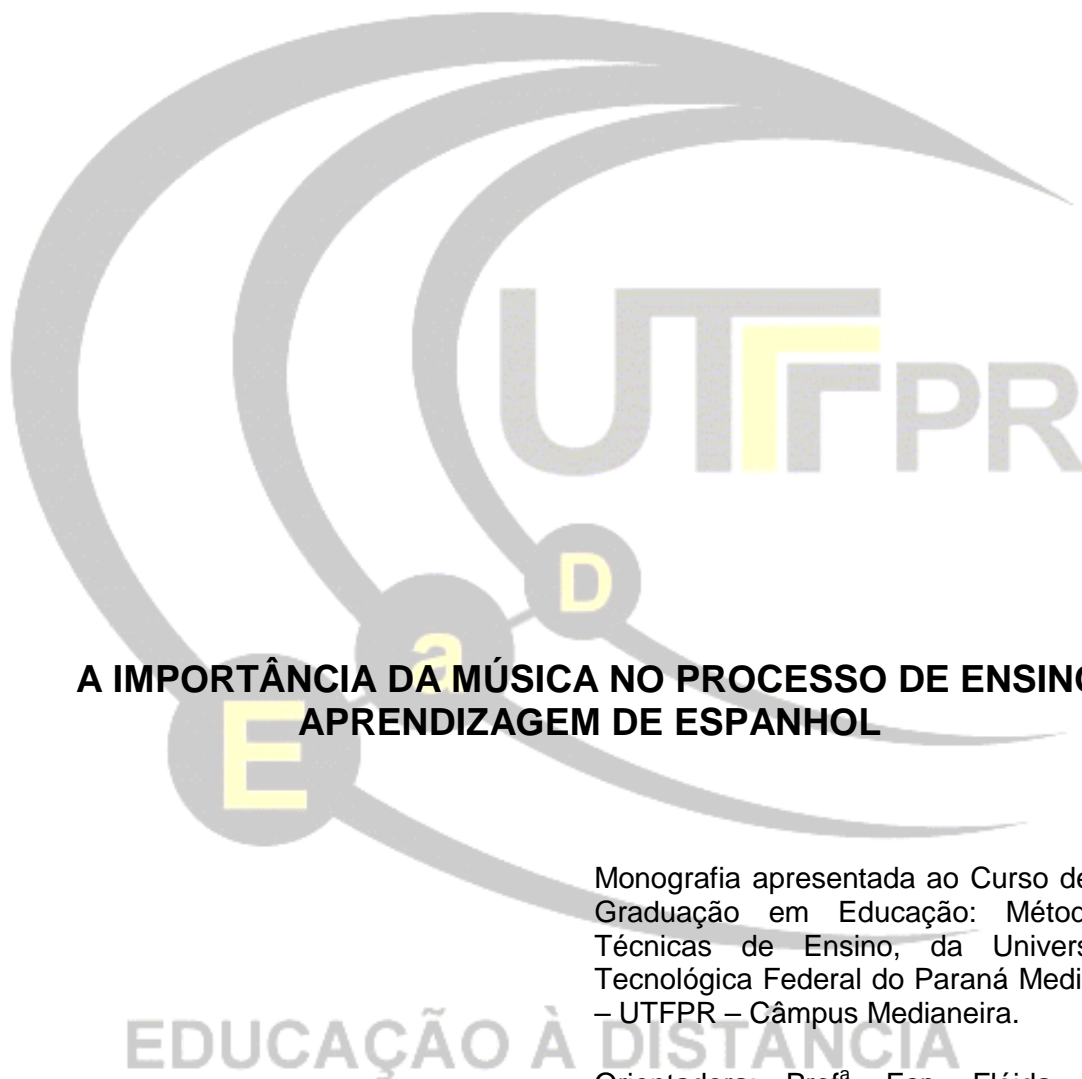 UTFPR
D
a
E
A IMPORTÂNCIA DA MÚSICA NO PROCESSO DE ENSINO
APRENDIZAGEM DE ESPANHOL
Monografia apresentada ao Curso de
Graduação em Educação:
Técnicas de Ensino, da
Tecnológica Federal do Paraná
– UTFPR – Câmpus Medianeira.
EDUCAÇÃO À DISTÂNCIA